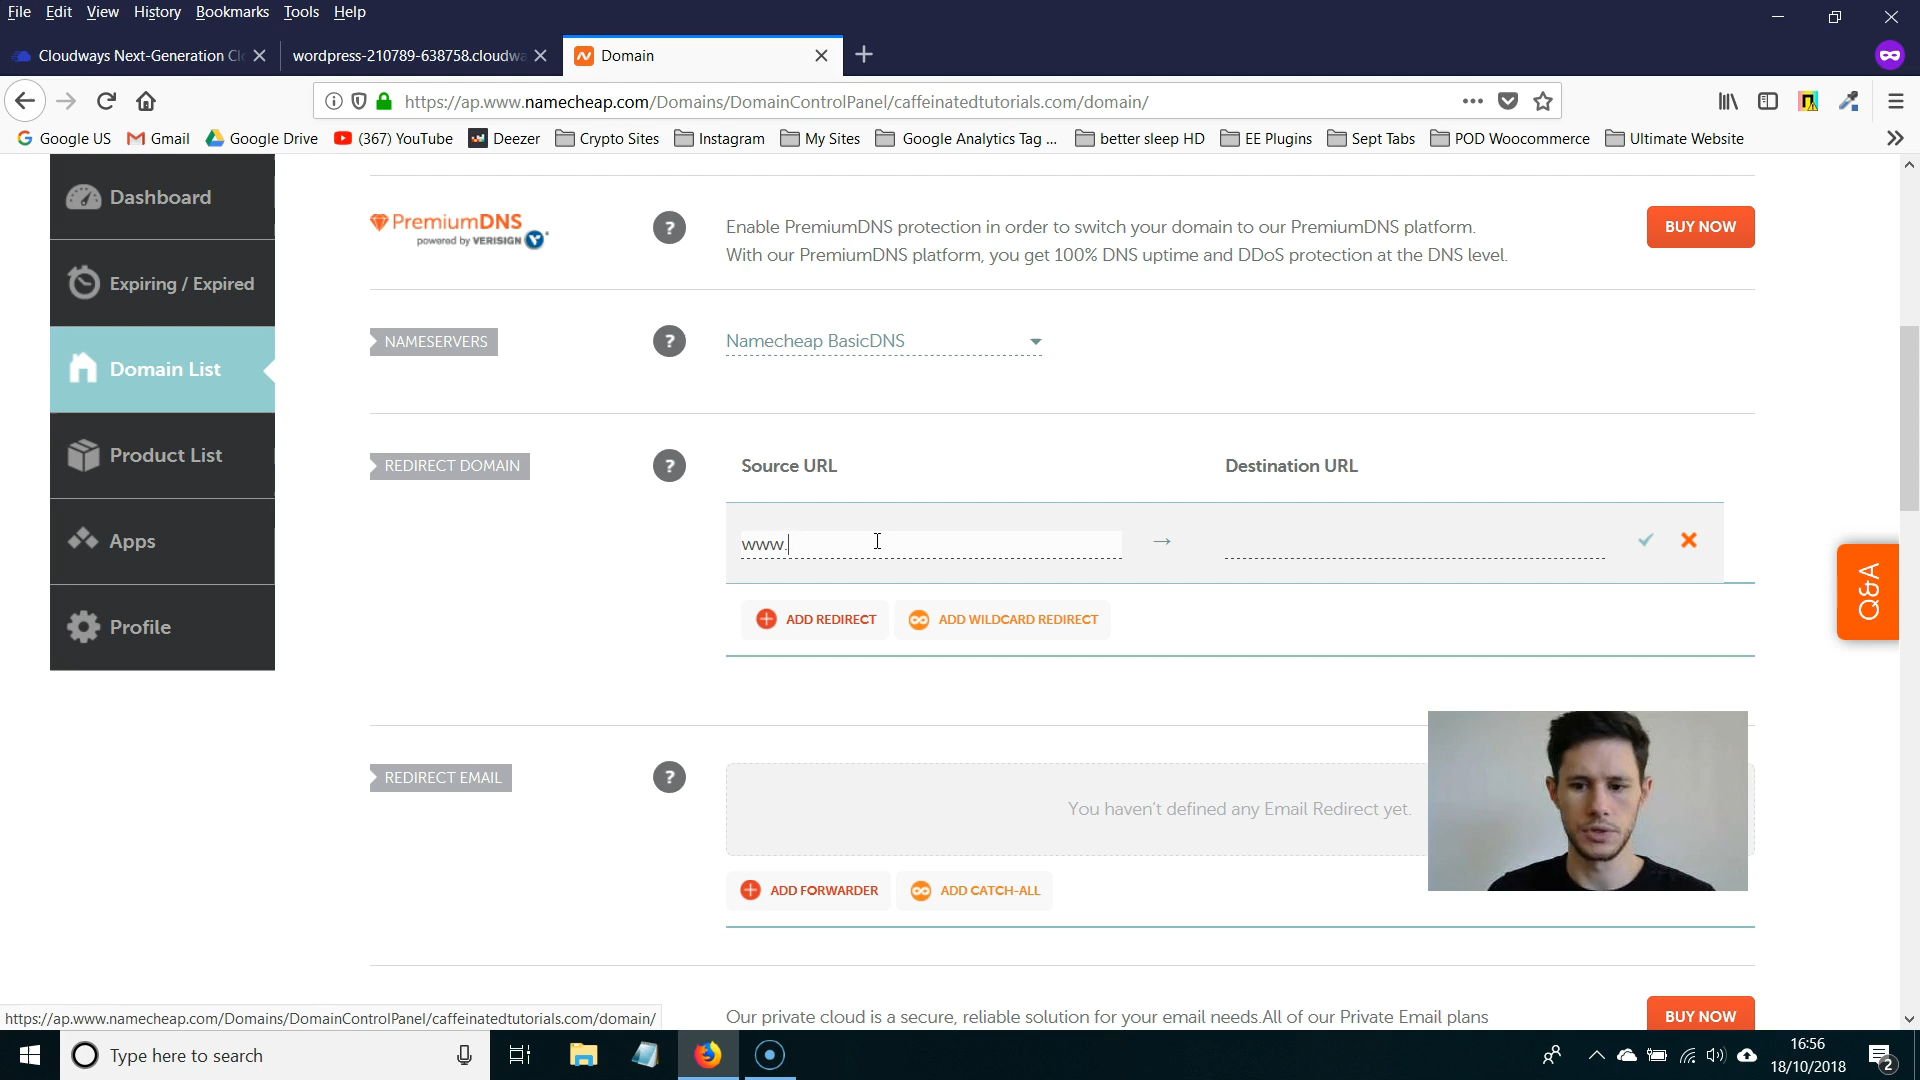 File Edit View History Bookmarks Tools Help
Cloudways Next-Generation Cl
wordpress-210789-638758.cloudwa
Domain
https://ap.www.namecheap.com/Domains/DomainControlPanel/caffeinatedtutorials.com/domain/
Google US Gmail Google Drive (367) YouTube Deezer Crypto Sites Instagram My Sites Google Analytics Tag ... better sleep HD EE Plugins Sept Tabs POD Woocommerce Ultimate Website
Dashboard
Expiring / Expired
Domain List
Product List
Apps
Profile
PremiumDNS
powered by VERISIGN
?
Enable PremiumDNS protection in order to switch your domain to our PremiumDNS platform.
With our PremiumDNS platform, you get 100% DNS uptime and DDoS protection at the DNS level.
BUY NOW
NAMESERVERS
?
Namecheap BasicDNS
REDIRECT DOMAIN
?
Source URL
Destination URL
www.
→
ADD REDIRECT
ADD WILDCARD REDIRECT
REDIRECT EMAIL
?
You haven't defined any Email Redirect yet.
ADD FORWARDER
ADD CATCH-ALL
Q&A
Our private cloud is a secure, reliable solution for your email needs.All of our Private Email plans
BUY NOW
https://ap.www.namecheap.com/Domains/DomainControlPanel/caffeinatedtutorials.com/domain/
Type here to search
16:56
18/10/2018
2